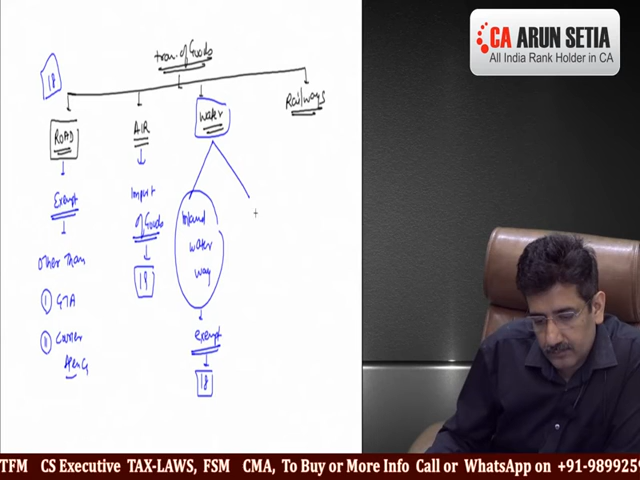 18
tran. of Goods
ROAD
AIR
Water
Railways
Exempt
Other Than
① GTA
② Courier
Agency
Import
of Goods
19
Inland
water
way
exempt
18
CA ARUN SETIA
All India Rank Holder in CA
TFM CS Executive TAX-LAWS, FSM CMA, To Buy or More Info Call or WhatsApp on +91-989925